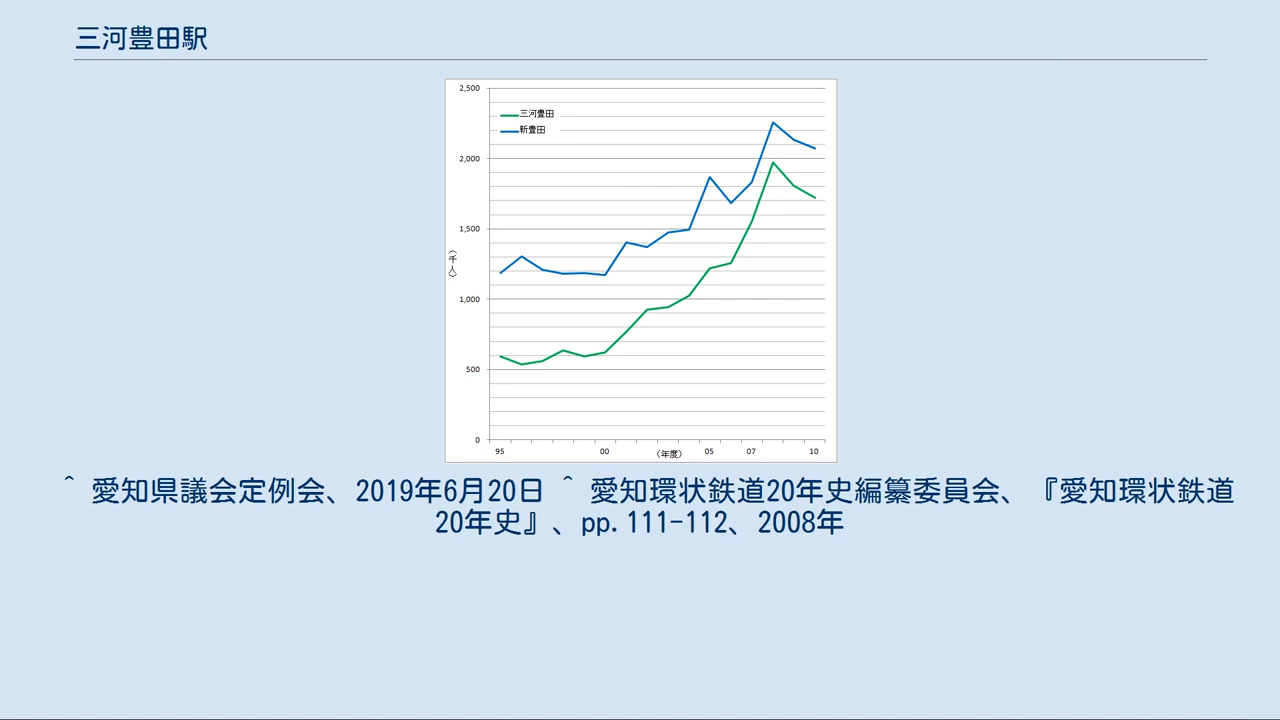 三河豊田駅
2,500
三河豊田
新豊田
2,000
1,500
(千人)
1,000
500
0
95 00 (年度) 05 07 10
^ 愛知県議会定例会、2019年6月20日 ^ 愛知環状鉄道20年史編纂委員会、『愛知環状鉄道
20年史』、pp.111-112、2008年